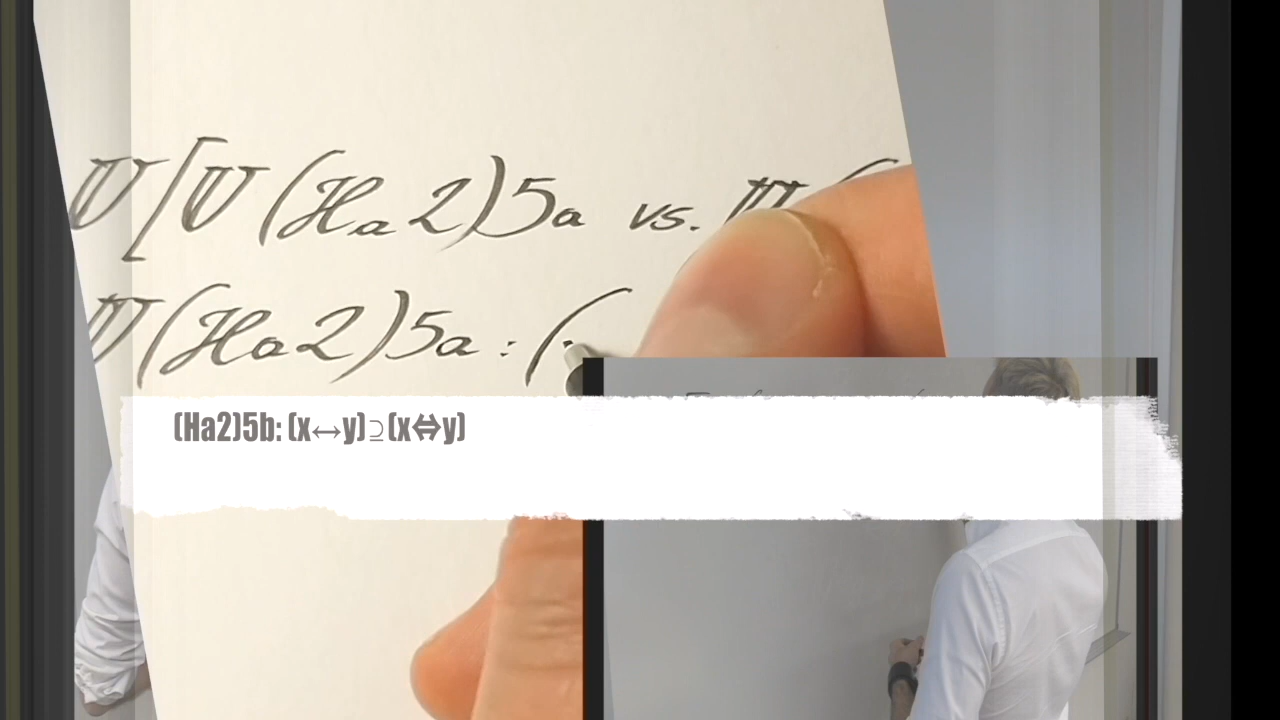 𝕌[𝕌(Ha2)5a vs. 𝕌(
𝕌(Ha2)5a : (
(Ha2)5b: (x↔y)⊇(x⇔y)